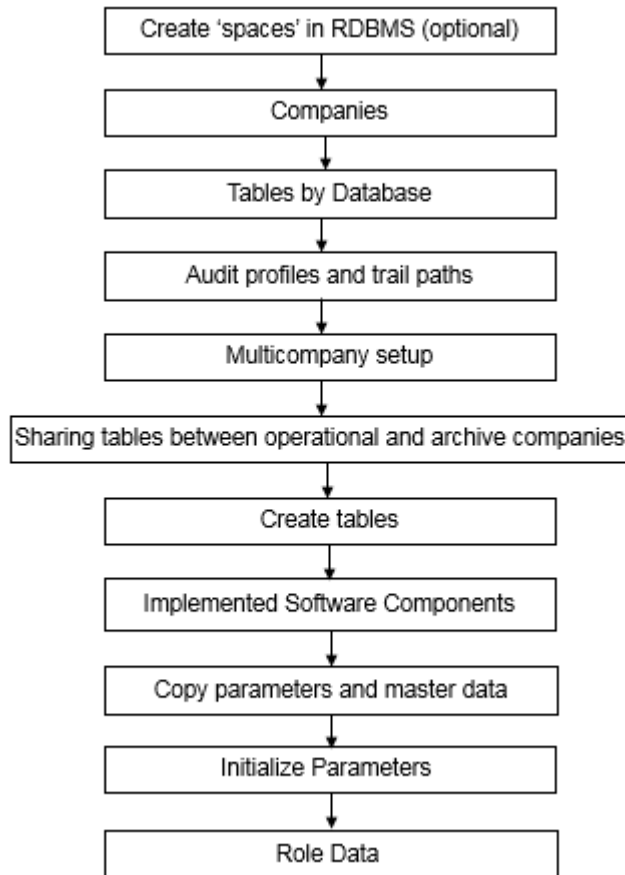 Create ‘spaces’ in RDBMS (optional)
Companies
Tables by Database
Audit profiles and trail paths
Multicompany setup
Sharing tables between operational and archive companies
Create tables
Implemented Software Components
Copy parameters and master data
Initialize Parameters
Role Data